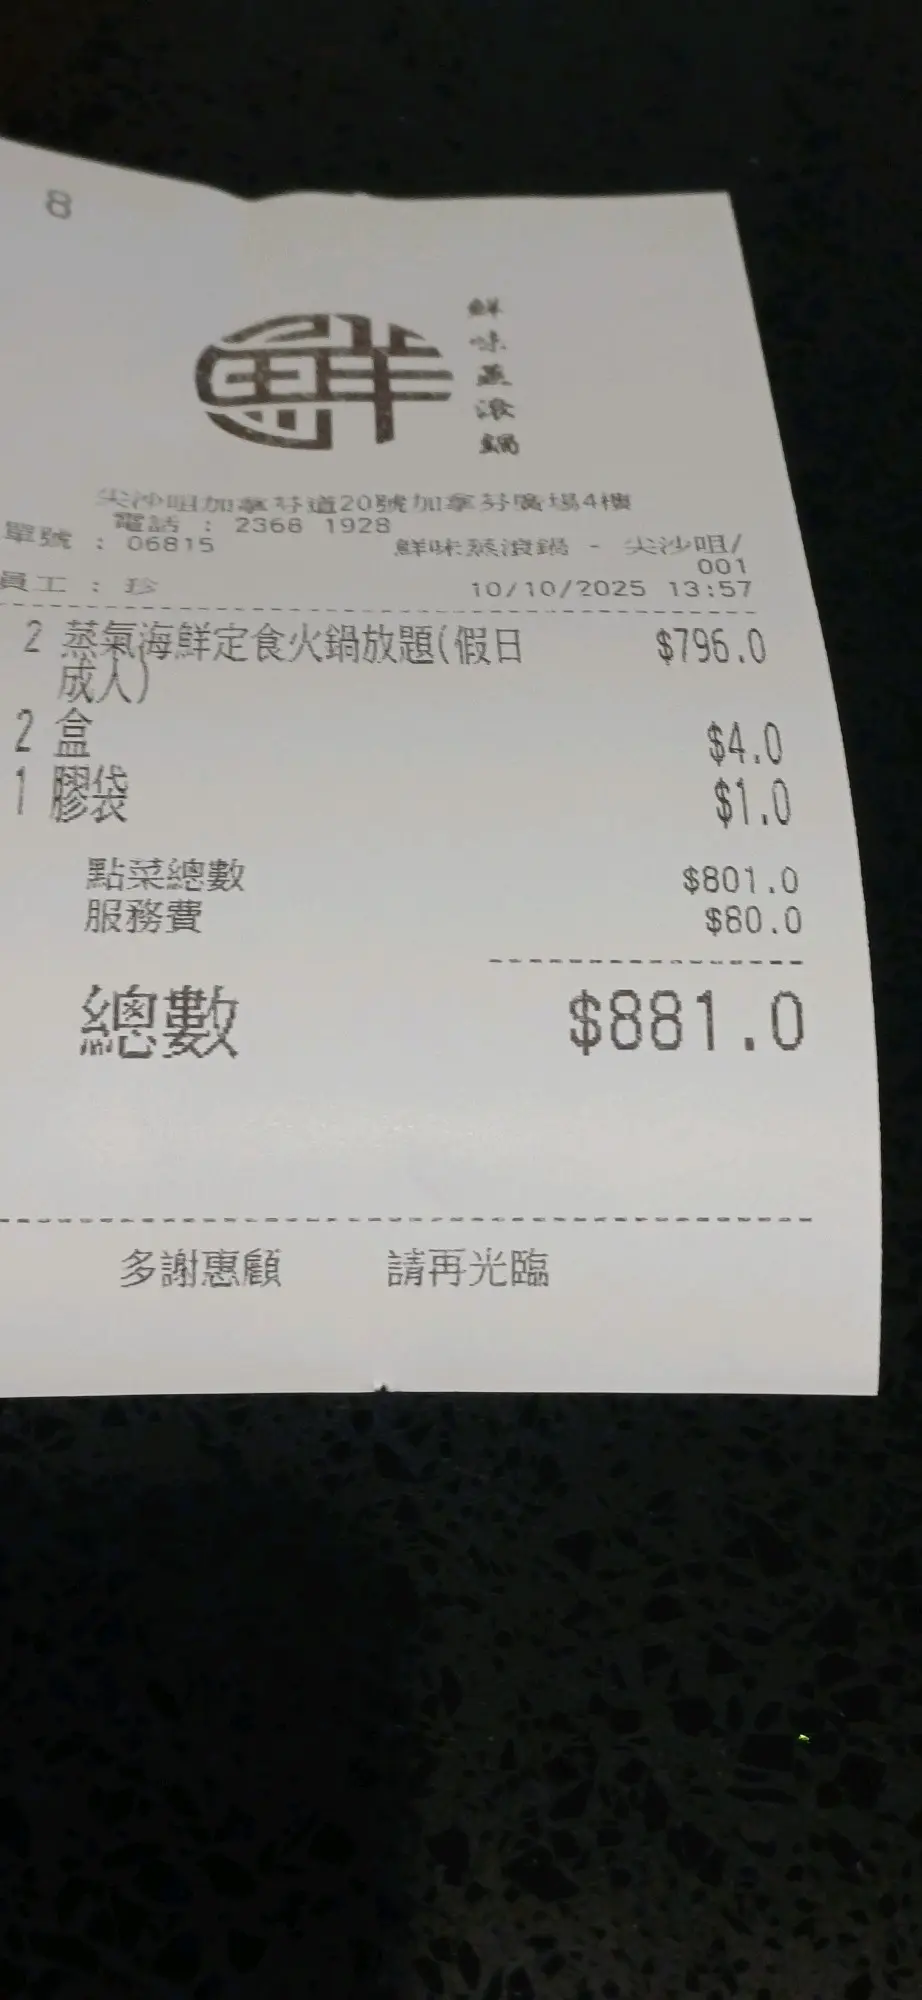 8
鮮
鮮味蒸滾鍋
尖沙咀加拿芬道20號加拿芬廣場4樓
電話 : 2368 1928
單號 : 06815
鮮味蒸滾鍋 - 尖沙咀/
001
員工 : 珍
10/10/2025 13:57
2 蒸氣海鮮定食火鍋放題(假日 $796.0
成人)
2 盒 $4.0
1 膠袋 $1.0
點菜總數 $801.0
服務費 $80.0
總數 $881.0
多謝惠顧 請再光臨